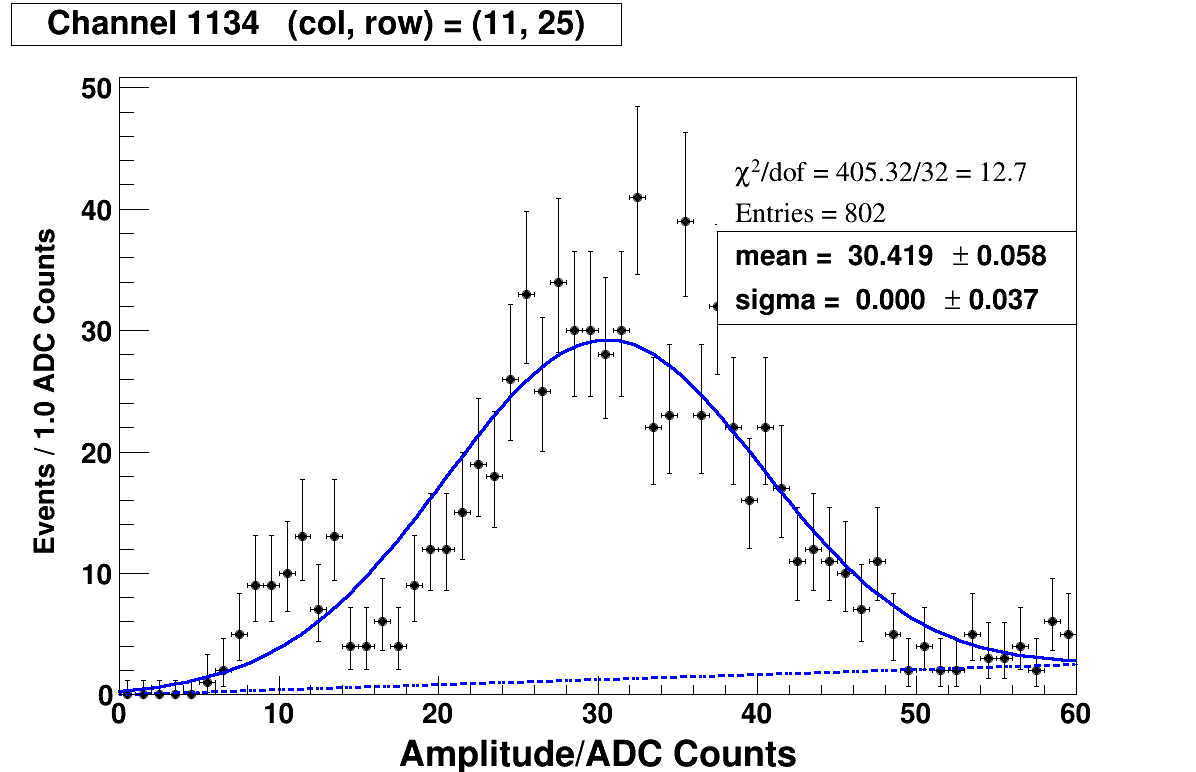 Channel 1134 (col, row) = (11, 25)
50
40
30
20
10
0
Events / 1.0 ADC Counts
χ²/dof = 405.32/32 = 12.7
Entries = 802
mean = 30.419 ± 0.058
sigma = 0.000 ± 0.037
0 10 20 30 40 50 60
Amplitude/ADC Counts